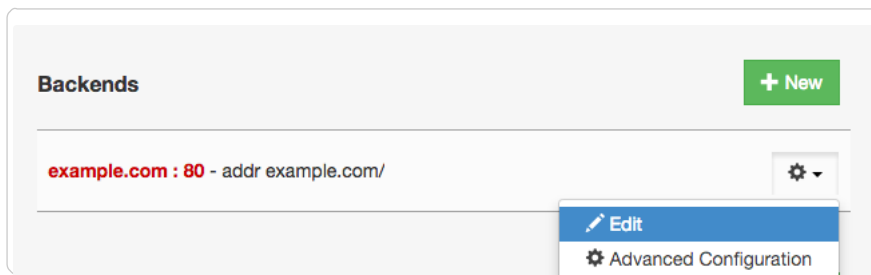 Backends
+ New
example.com : 80 - addr example.com/
Edit
Advanced Configuration